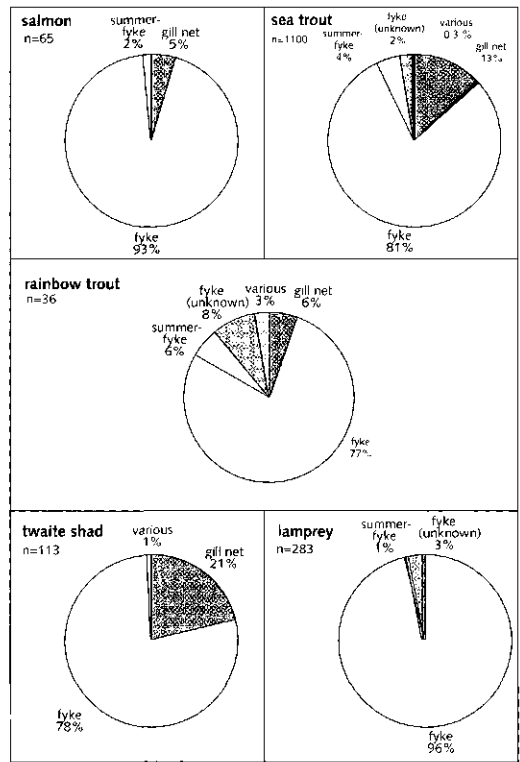 salmon
n=65
summer-
fyke
2%
gill net
5%
fyke
93%
sea trout
n=1100
summer-
fyke
4%
fyke
(unknown)
2%
various
0.3 %
gill net
13%
fyke
81%
rainbow trout
n=36
summer-
fyke
6%
fyke
(unknown)
8%
various
3%
gill net
6%
fyke
77%
twaite shad
n=113
various
1%
gill net
21%
fyke
78%
lamprey
n=283
summer-
fyke
1%
fyke
(unknown)
3%
fyke
96%